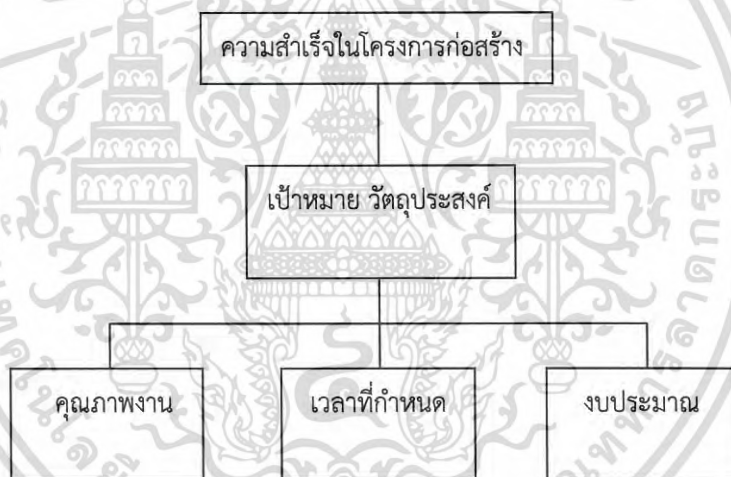 ความสำเร็จในโครงการก่อสร้าง
เป้าหมาย วัตถุประสงค์
คุณภาพงาน
เวลาที่กำหนด
งบประมาณ